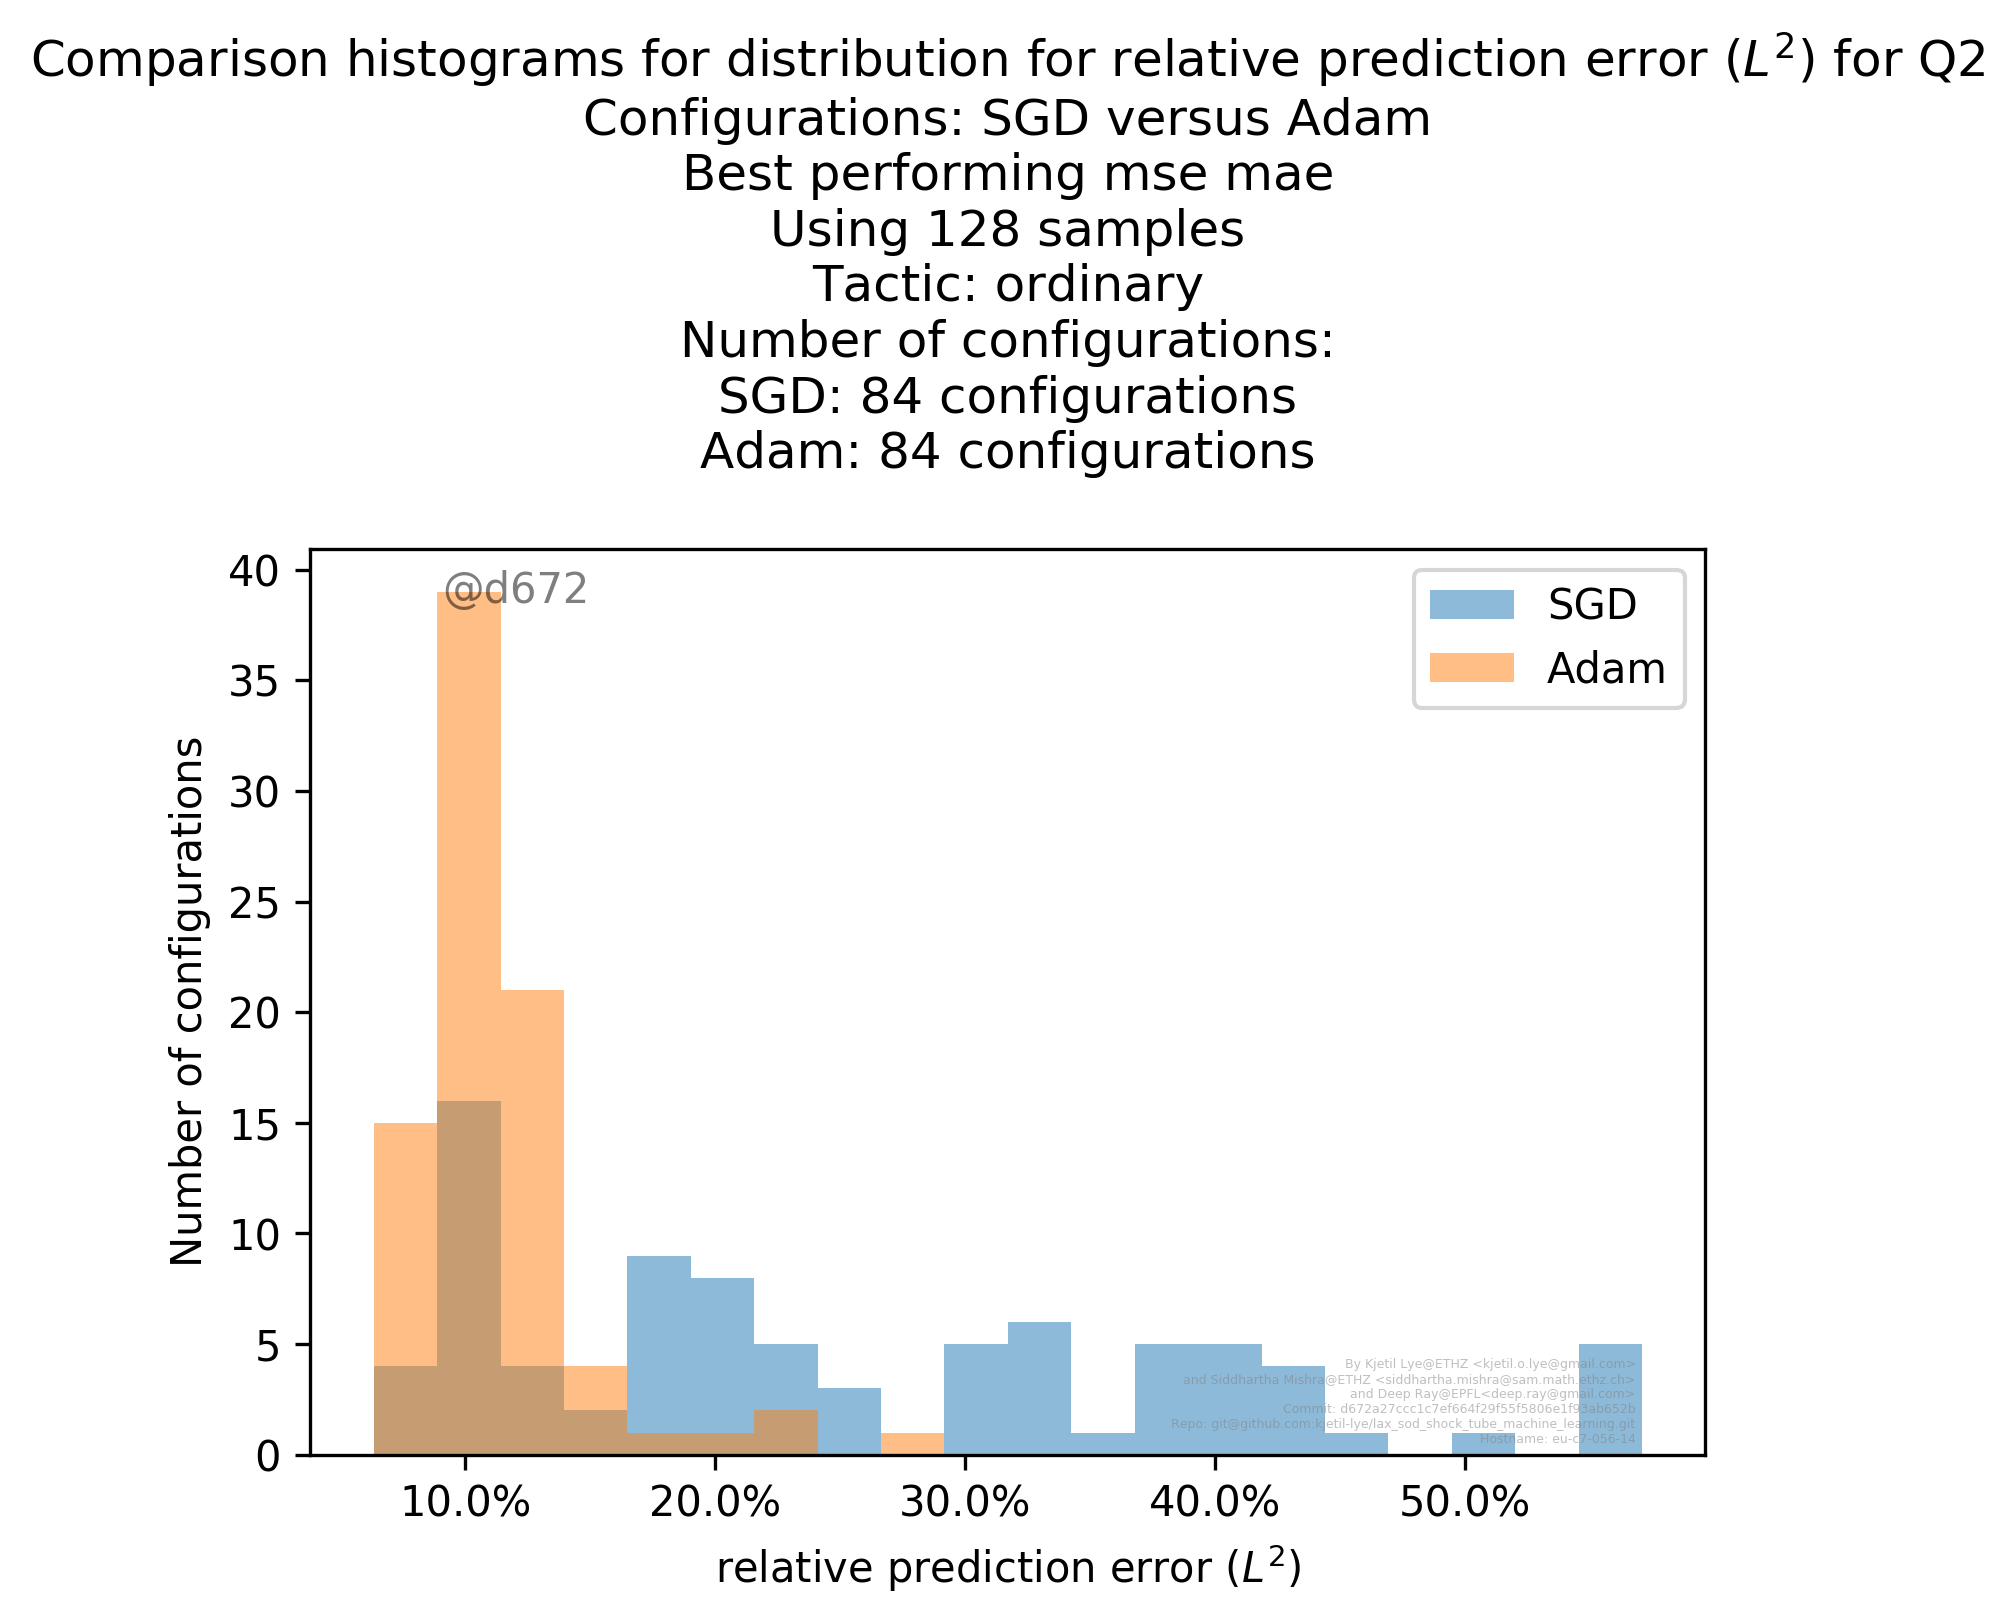 Comparison histograms for distribution for relative prediction error (L²) for Q2
Configurations: SGD versus Adam
Best performing mse mae
Using 128 samples
Tactic: ordinary
Number of configurations:
SGD: 84 configurations
Adam: 84 configurations
@d672
SGD
Adam
Number of configurations
40
35
30
25
20
15
10
5
0
By Kjetil Lye@ETHZ <kjetil.o.lye@gmail.com>
and Siddhartha Mishra@ETHZ <siddhartha.mishra@sam.math.ethz.ch>
and Deep Ray@EPFL<deep.ray@gmail.com>
Commit: d672a27ccc1c7ef664f29f55f5806e1f93ab652b
Repo: git@github.com:kjetil-lye/lax_sod_shock_tube_machine_learning.git
Hostname: eu-c7-056-14
10.0% 20.0% 30.0% 40.0% 50.0%
relative prediction error (L²)